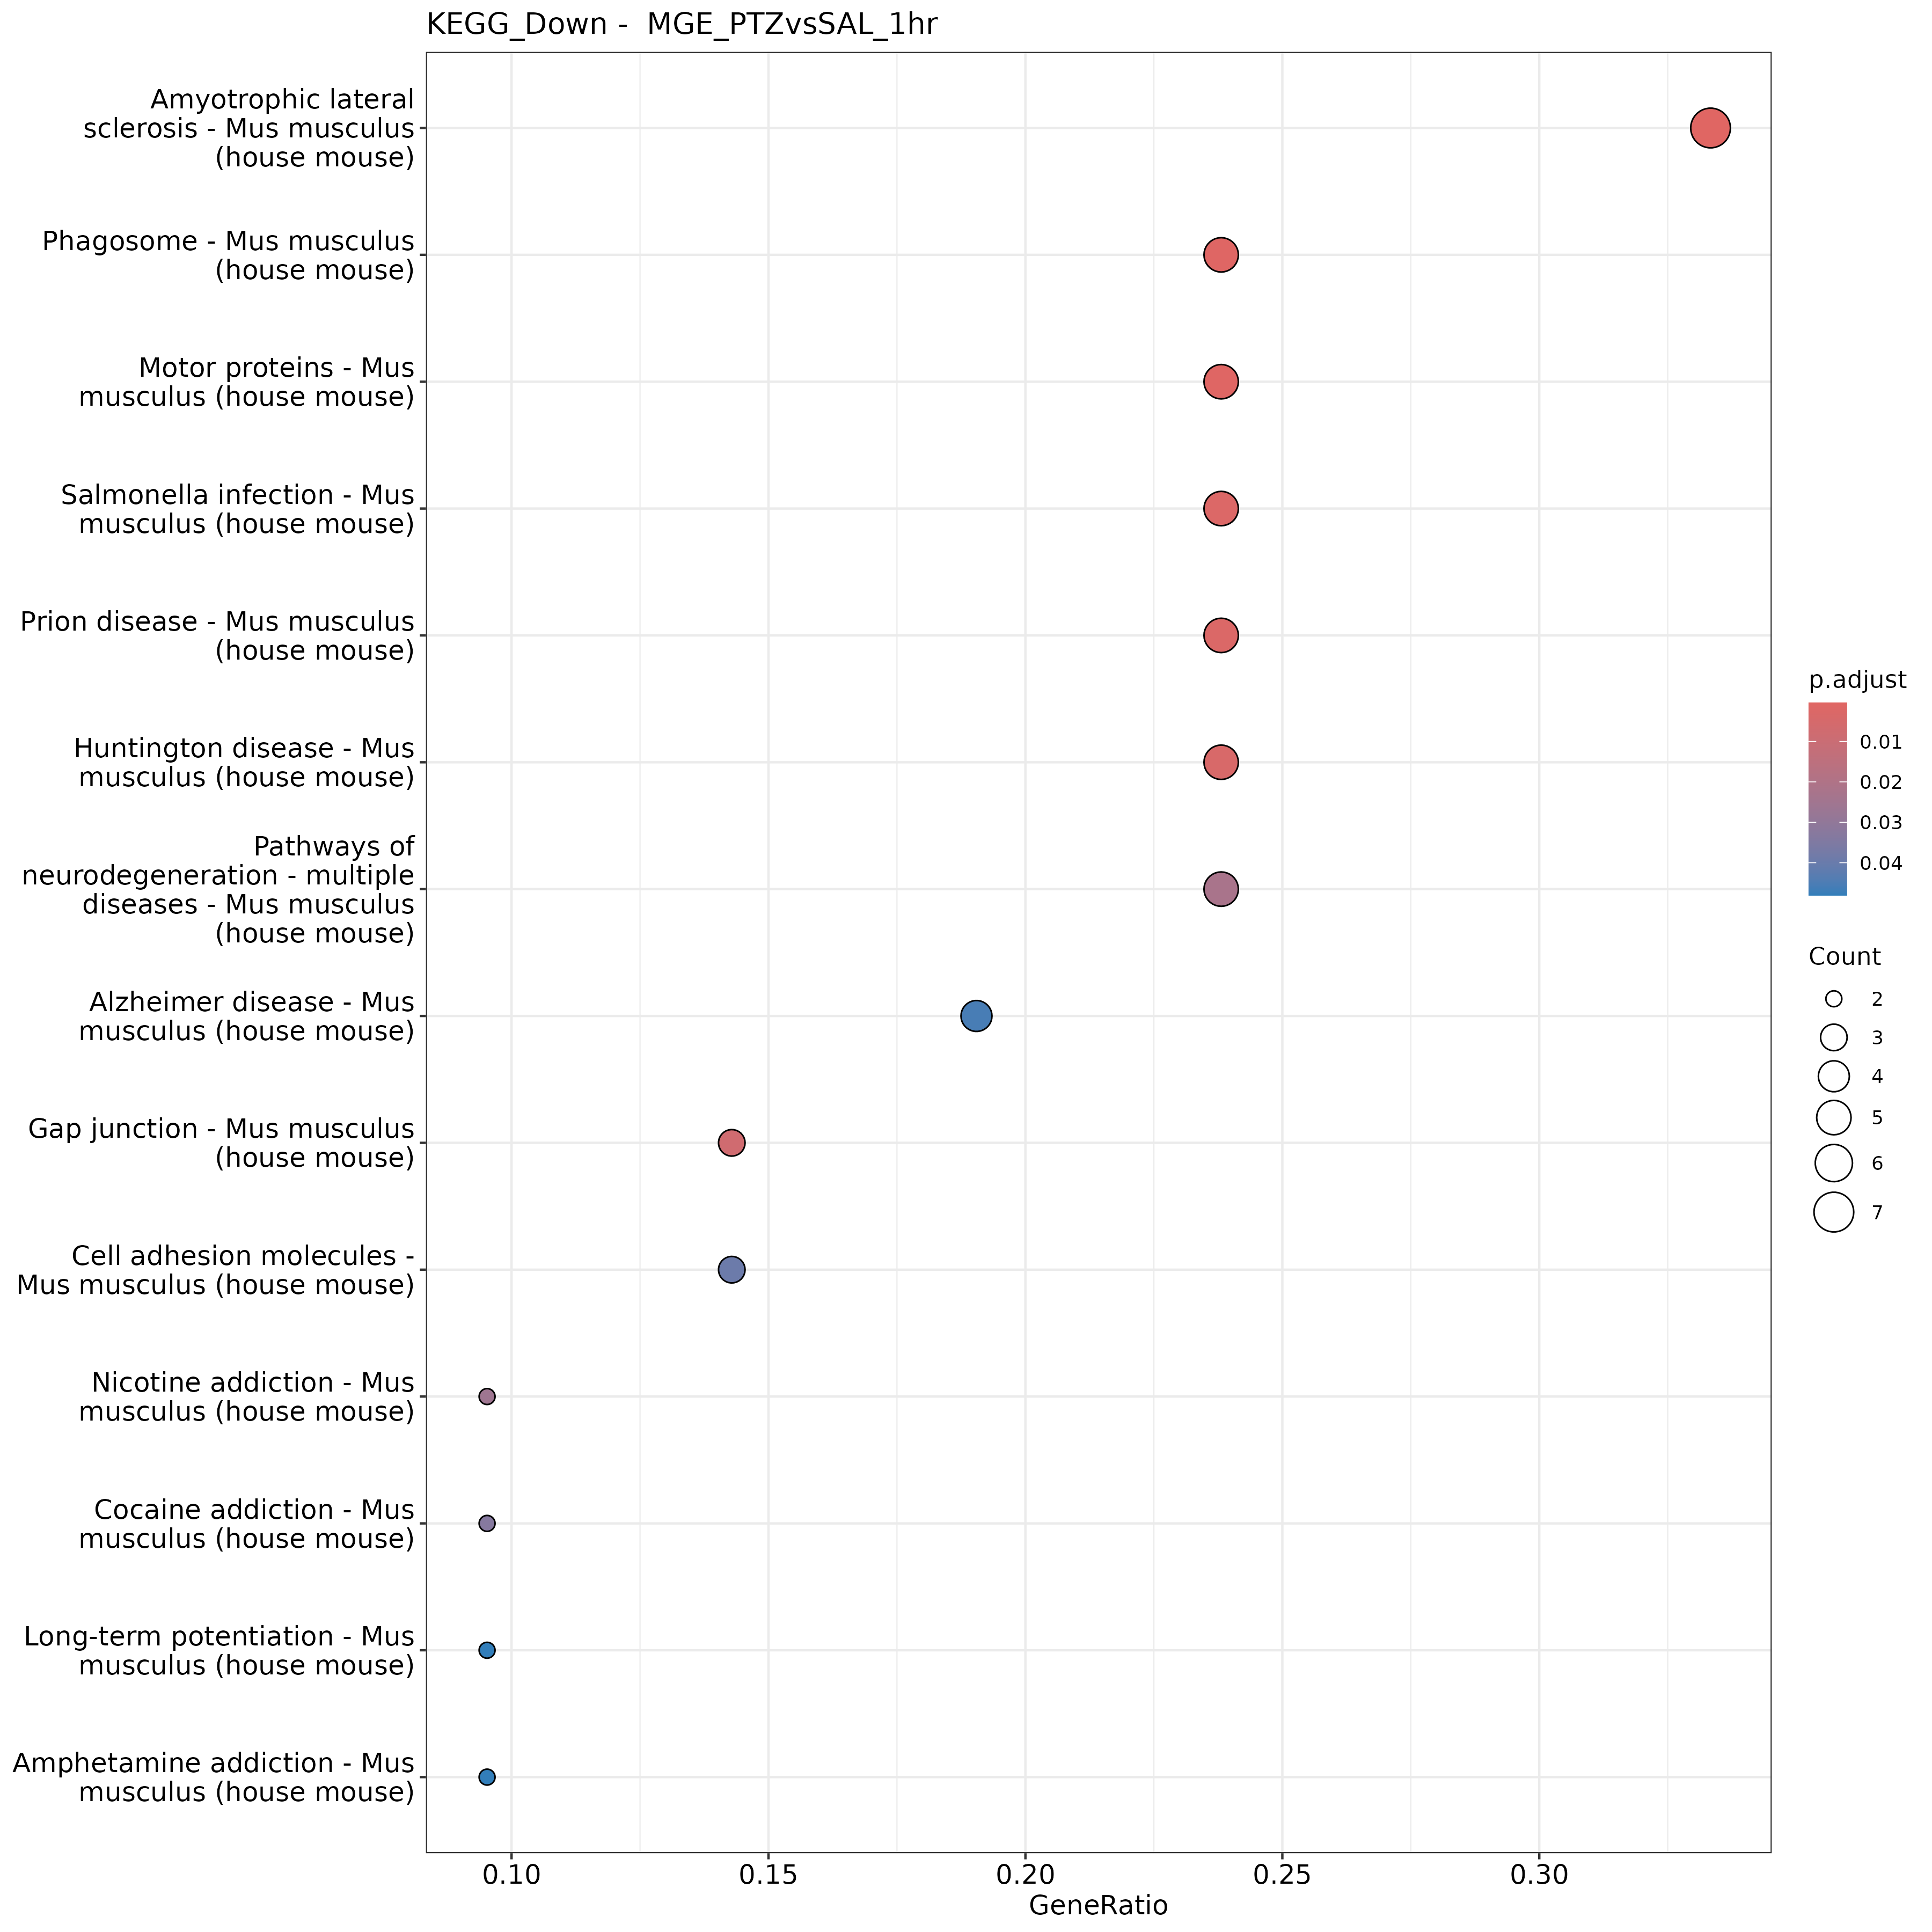 KEGG_Down -  MGE_PTZvsSAL_1hr
Amyotrophic lateral
sclerosis - Mus musculus
(house mouse)
Phagosome - Mus musculus
(house mouse)
Motor proteins - Mus
musculus (house mouse)
Salmonella infection - Mus
musculus (house mouse)
Prion disease - Mus musculus
(house mouse)
Huntington disease - Mus
musculus (house mouse)
Pathways of
neurodegeneration - multiple
diseases - Mus musculus
(house mouse)
Alzheimer disease - Mus
musculus (house mouse)
Gap junction - Mus musculus
(house mouse)
Cell adhesion molecules -
Mus musculus (house mouse)
Nicotine addiction - Mus
musculus (house mouse)
Cocaine addiction - Mus
musculus (house mouse)
Long-term potentiation - Mus
musculus (house mouse)
Amphetamine addiction - Mus
musculus (house mouse)
0.10 0.15 0.20 0.25 0.30
GeneRatio
p.adjust
0.01
0.02
0.03
0.04
Count
2
3
4
5
6
7